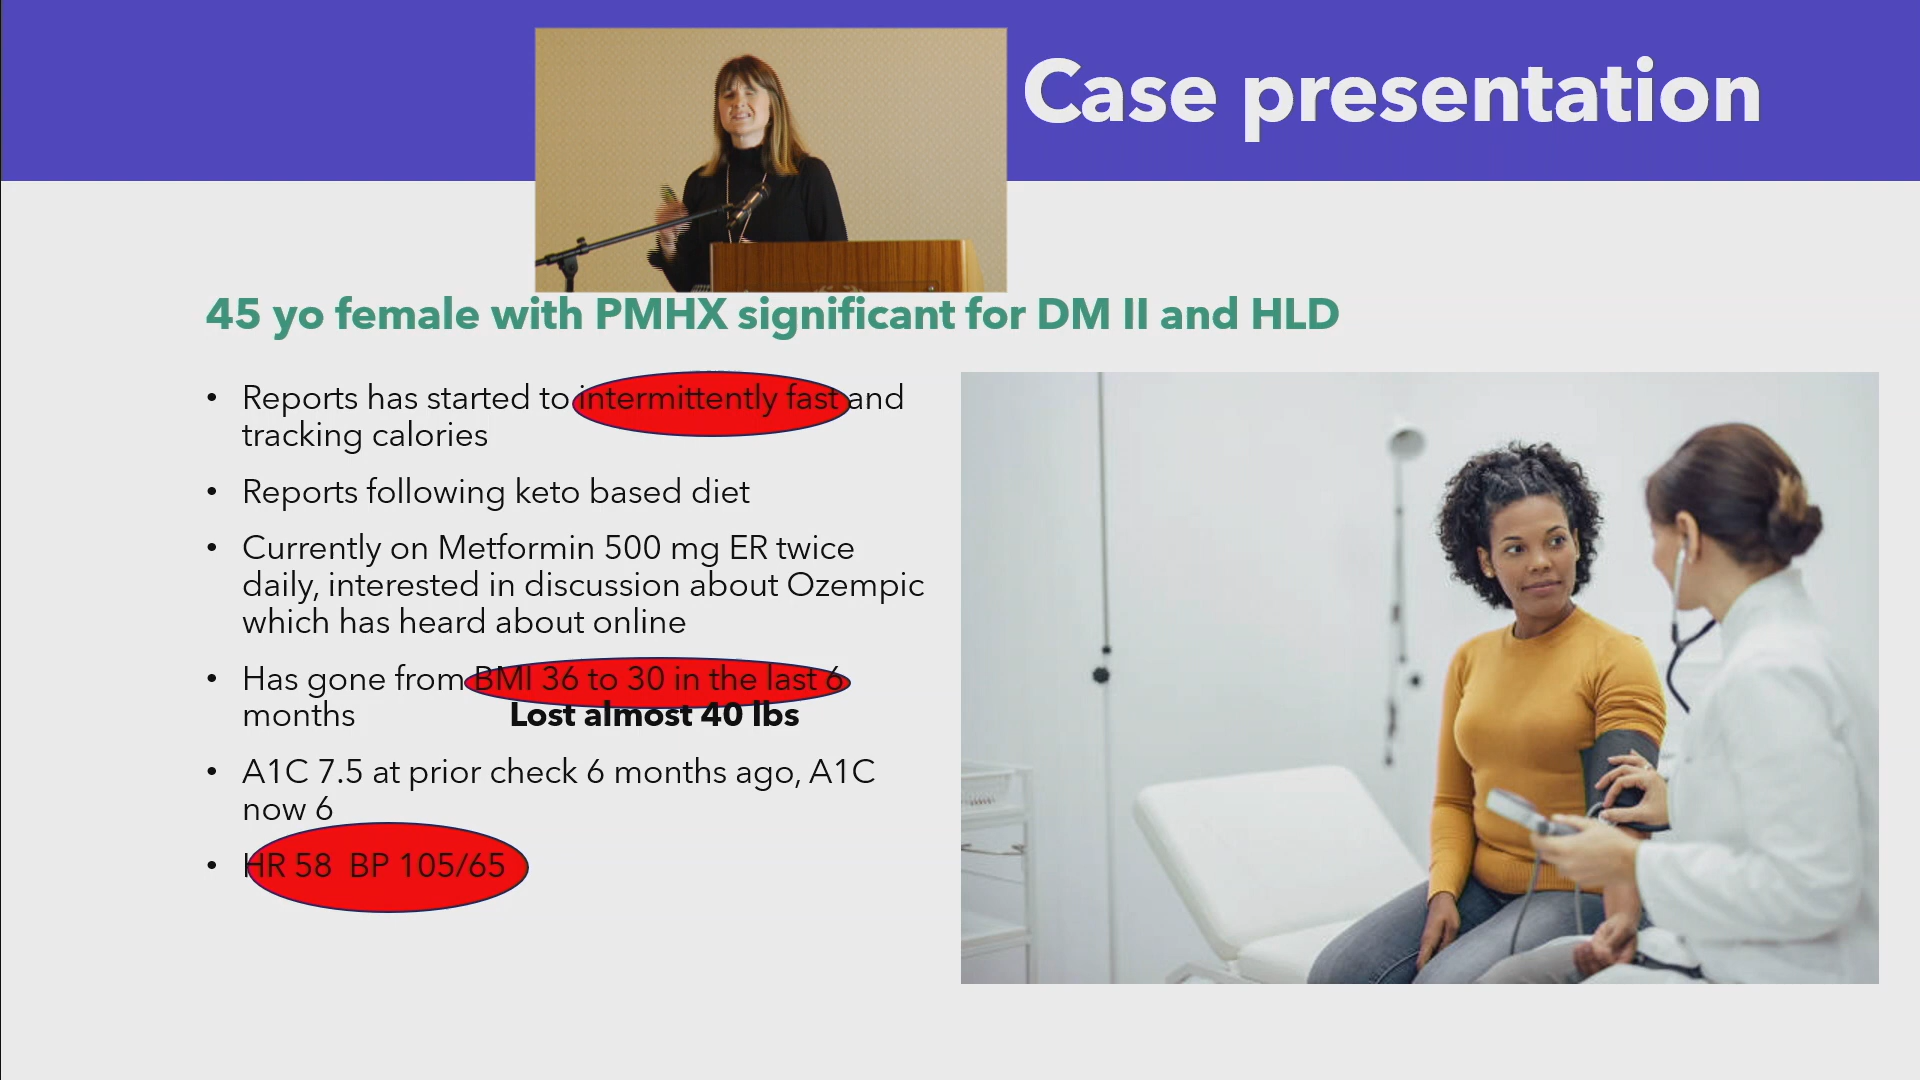 Case presentation
45 yo female with PMHX significant for DM II and HLD
• Reports has started to intermittently fast and
tracking calories
• Reports following keto based diet
• Currently on Metformin 500 mg ER twice
daily, interested in discussion about Ozempic
which has heard about online
• Has gone from BMI 36 to 30 in the last 6
months Lost almost 40 lbs
• A1C 7.5 at prior check 6 months ago, A1C
now 6
• HR 58 BP 105/65